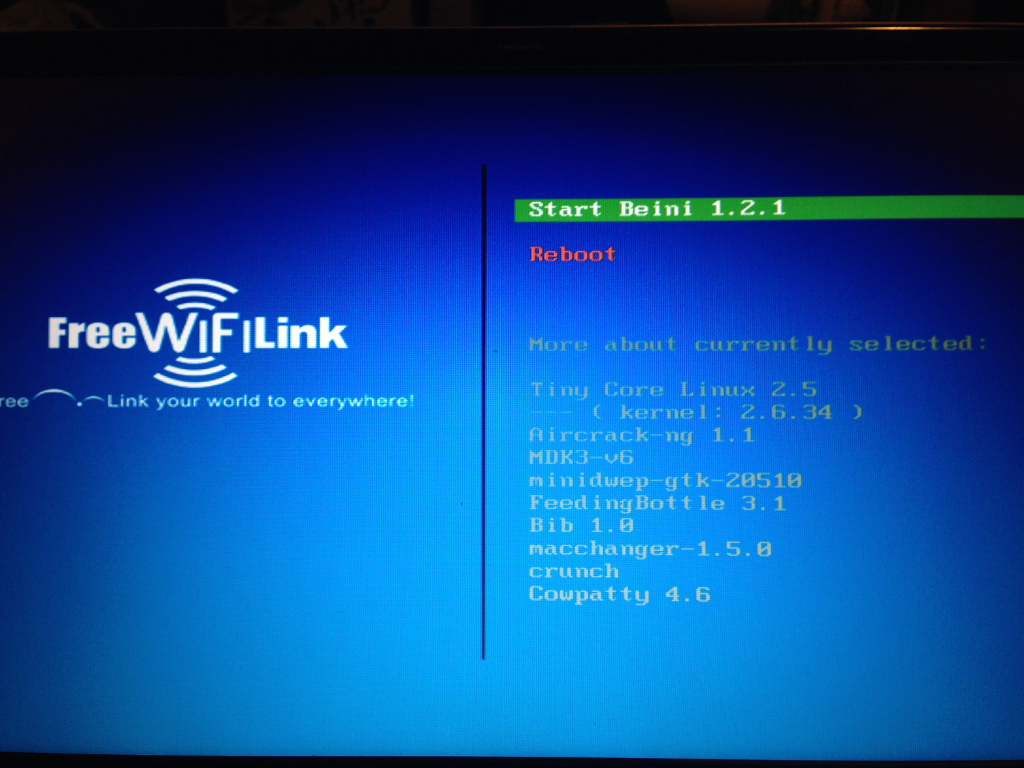 FreeWiFiLink
ree Link your world to everywhere!
Start Beini 1.2.1
Reboot
More about currently selected:
Tiny Core Linux 2.5
--- ( kernel: 2.6.34 )
Aircrack-ng 1.1
MDK3-v6
minidwep-gtk-20510
FeedingBottle 3.1
Bib 1.0
macchanger-1.5.0
crunch
Cowpatty 4.6